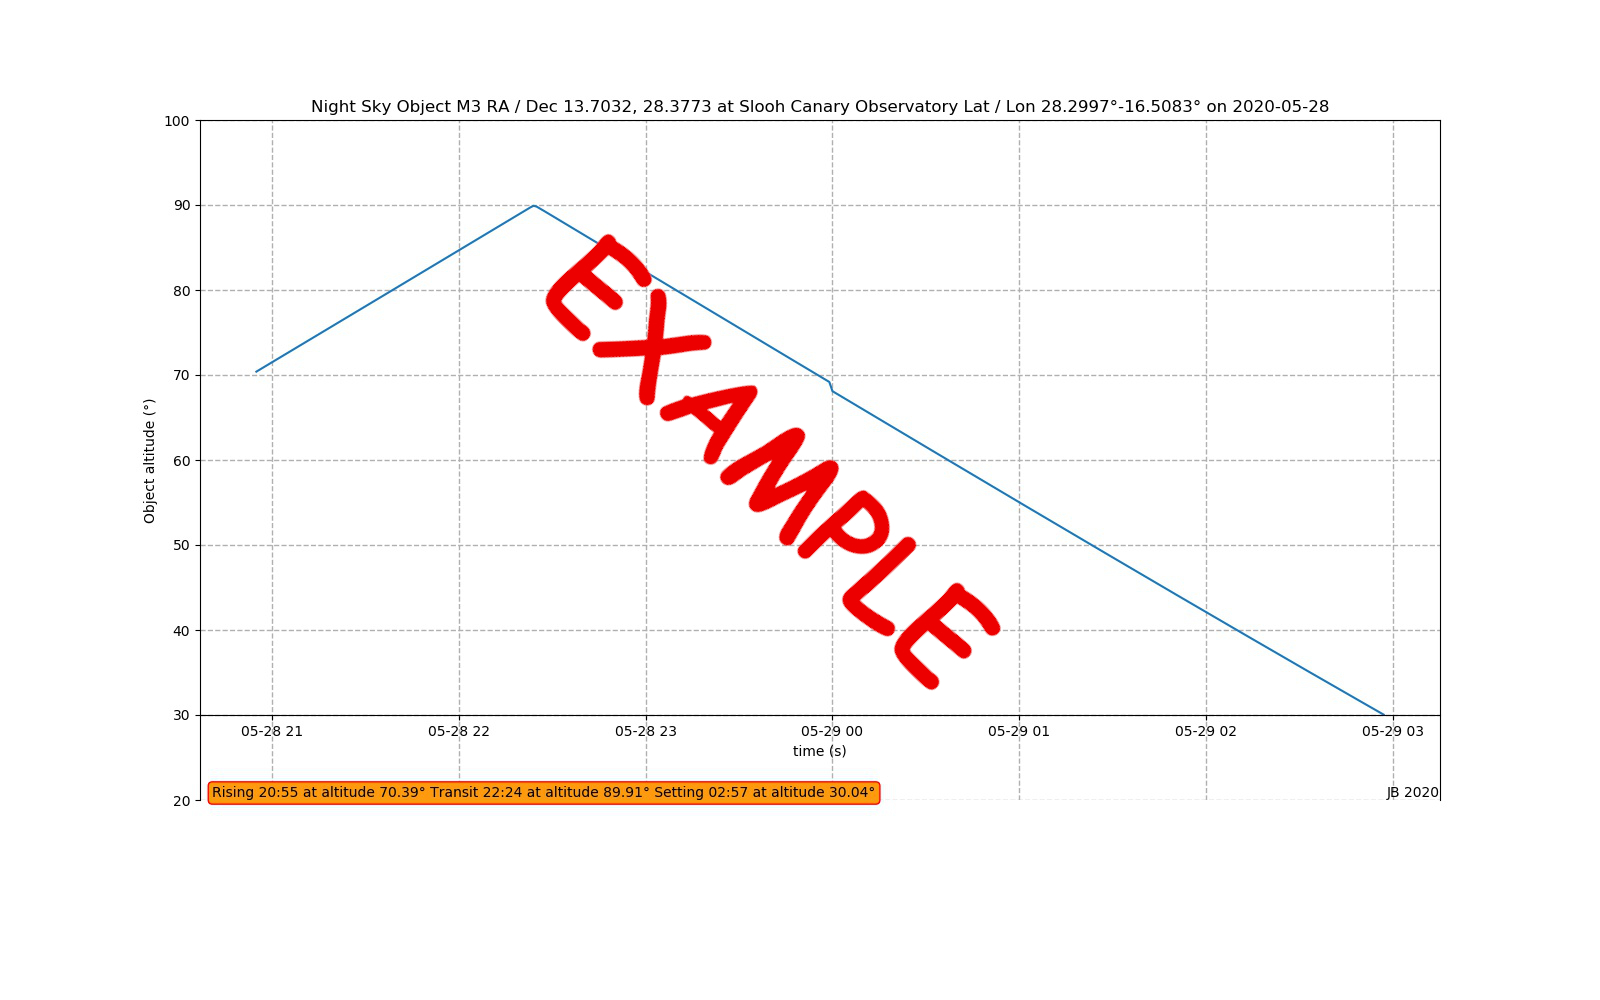 Night Sky Object M3 RA / Dec 13.7032, 28.3773 at Slooh Canary Observatory Lat / Lon 28.2997°-16.5083° on 2020-05-28
100
90
80
70
60
50
40
30
20
Object altitude (°)
EXAMPLE
05-28 21 05-28 22 05-28 23 05-29 00 05-29 01 05-29 02 05-29 03
time (s)
Rising 20:55 at altitude 70.39° Transit 22:24 at altitude 89.91° Setting 02:57 at altitude 30.04°
JB 2020